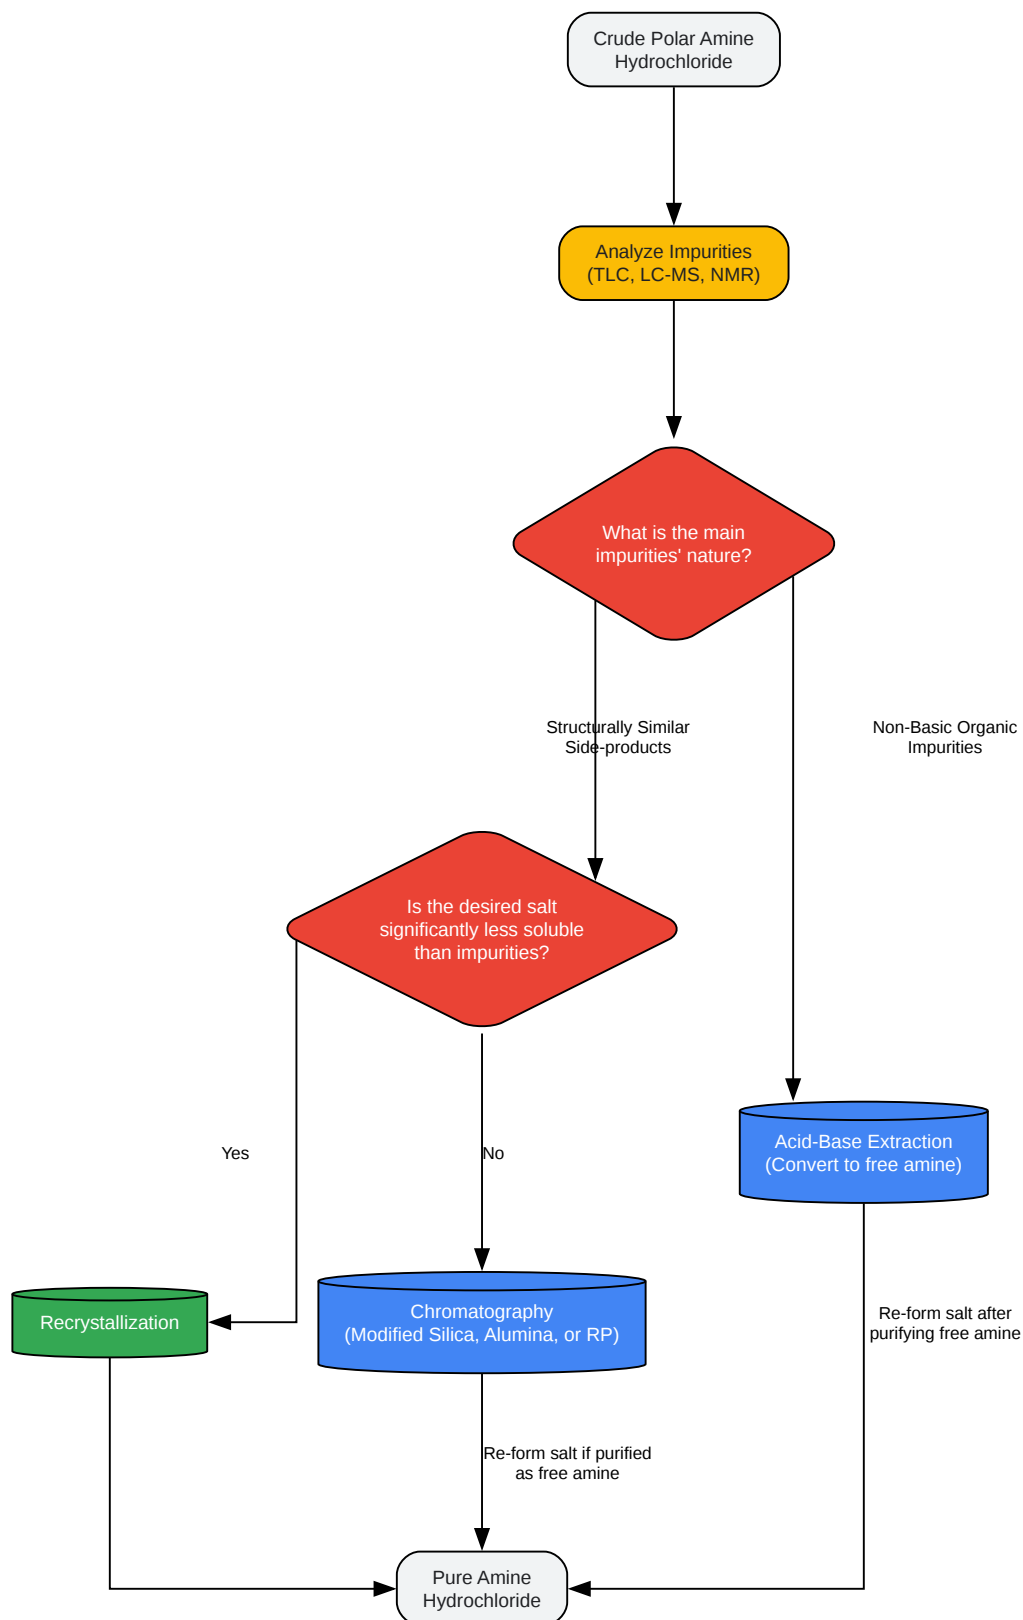 Crude Polar Amine
Hydrochloride
Analyze Impurities
(TLC, LC-MS, NMR)
What is the main
impurities' nature?
Structurally Similar
Side-products
Non-Basic Organic
Impurities
Is the desired salt
significantly less soluble
than impurities?
Yes
No
Acid-Base Extraction
(Convert to free amine)
Recrystallization
Chromatography
(Modified Silica, Alumina, or RP)
Re-form salt after
purifying free amine
Re-form salt if purified
as free amine
Pure Amine
Hydrochloride